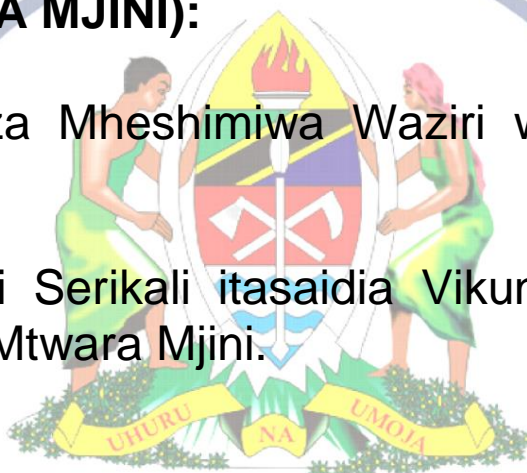 A MJINI):
za Mheshimiwa Waziri w
i Serikali itasaidia Vikun
Mtwara Mjini.
UHURU NA UMOJA